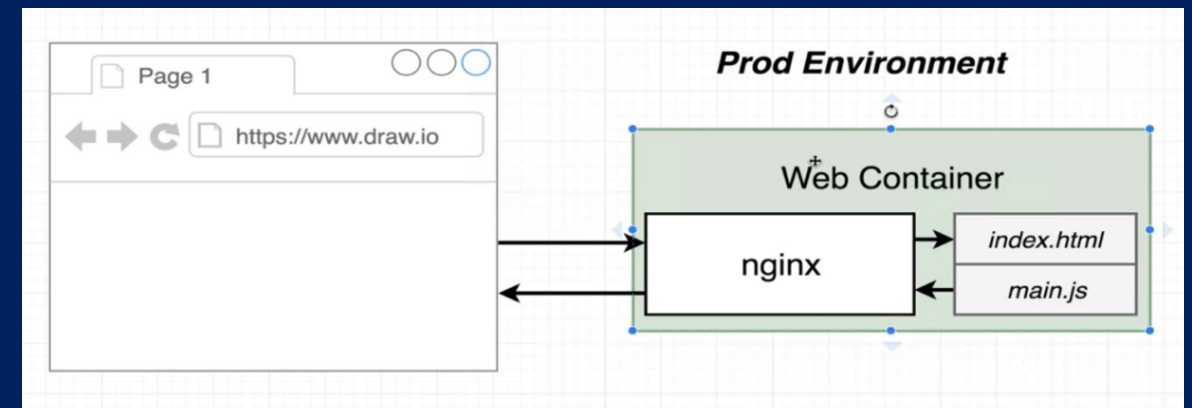 Page 1
https://www.draw.io
Prod Environment
Web Container
nginx
index.html
main.js